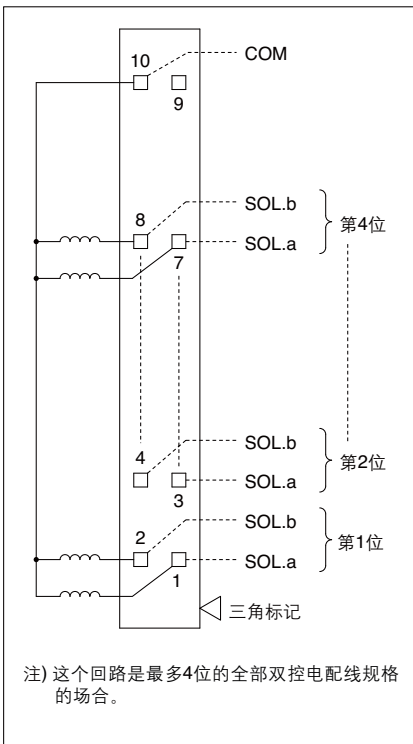 10 COM
9
8 SOL.b
第4位
SOL.a
7
4 SOL.b
第2位
SOL.a
3
2 SOL.b
第1位
SOL.a
1
三角标记
注) 这个回路是最多4位的全部双控电配线规格
的场合。